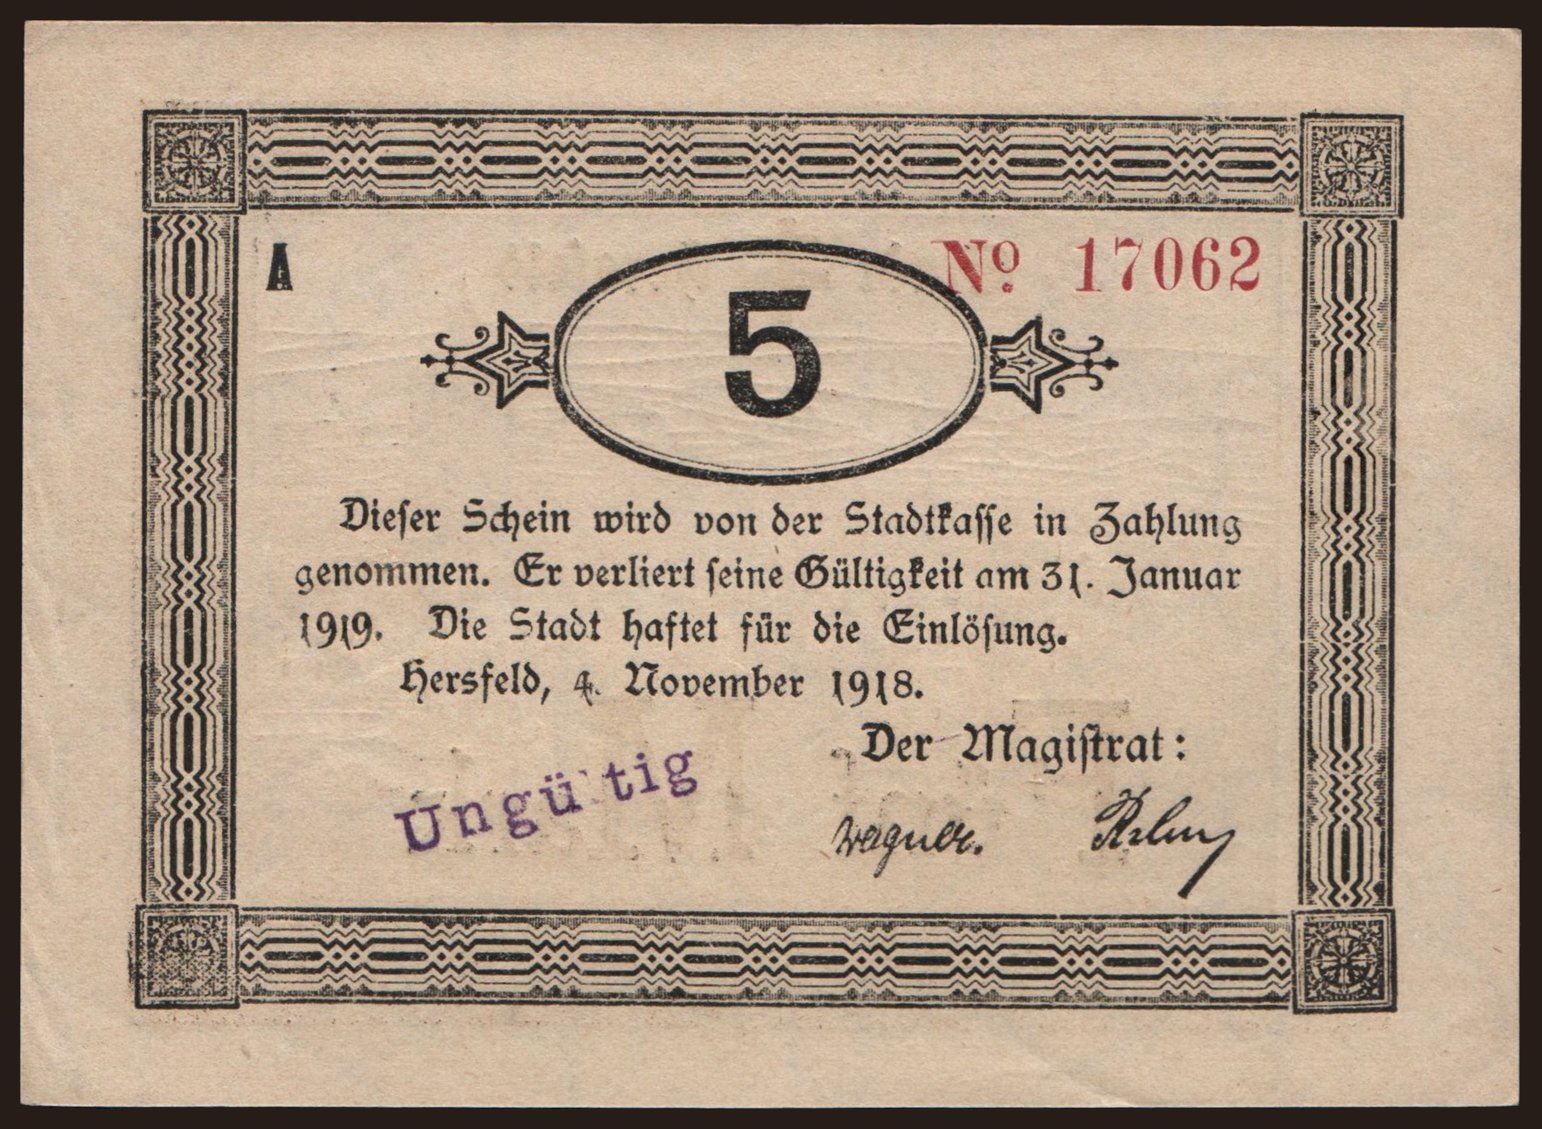 A
№ 17062
5
Dieser Schein wird von der Stadtkasse in Zahlung
genommen. Er verliert seine Gültigkeit am 31. Januar
1919. Die Stadt haftet für die Einlösung.
Hersfeld, 4. November 1918.
Der Magistrat:
Ungültig
Wagner.